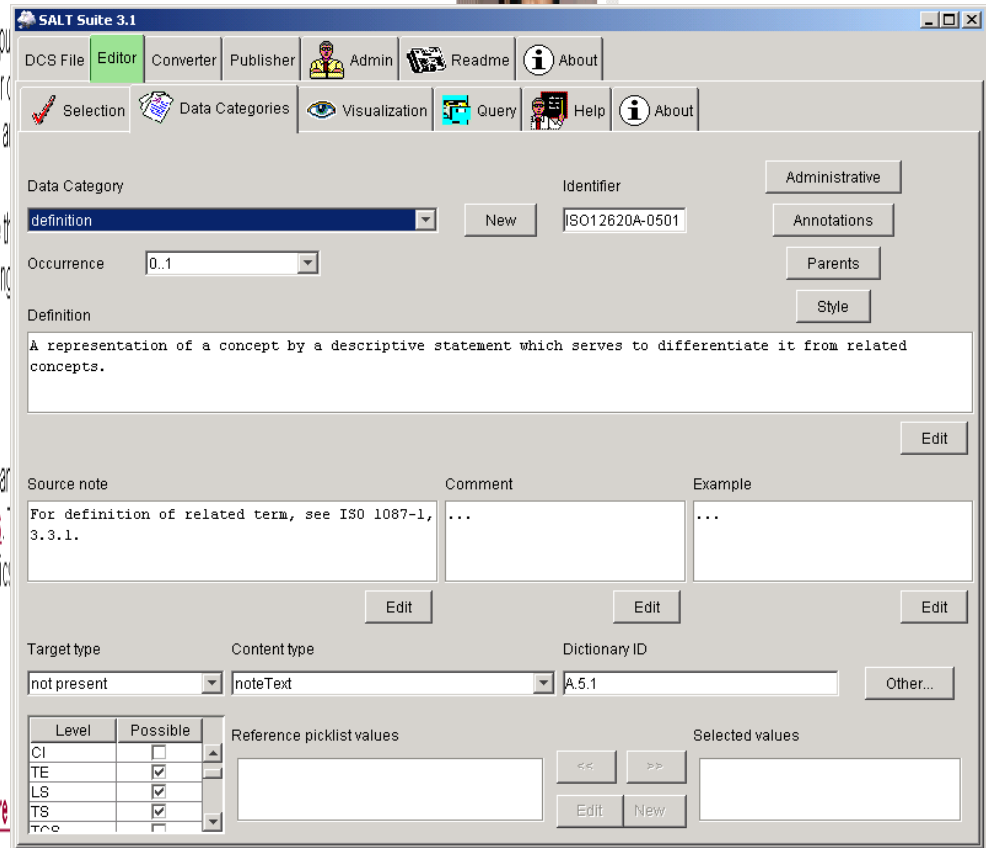 SALT Suite 3.1
DCS File Editor Converter Publisher Admin Readme About
Selection Data Categories Visualization Query Help About
Data Category Identifier Administrative
definition New ISO12620A-0501 Annotations
Occurrence 0..1 Parents
Style
Definition
A representation of a concept by a descriptive statement which serves to differentiate it from related
concepts.
Edit
Source note Comment Example
For definition of related term, see ISO 1087-1, ... ...
3.3.1.
Edit Edit Edit
Target type Content type Dictionary ID
not present noteText A.5.1 Other...
Level Possible Reference picklist values Selected values
CI
TE << >>
LS
TS Edit New